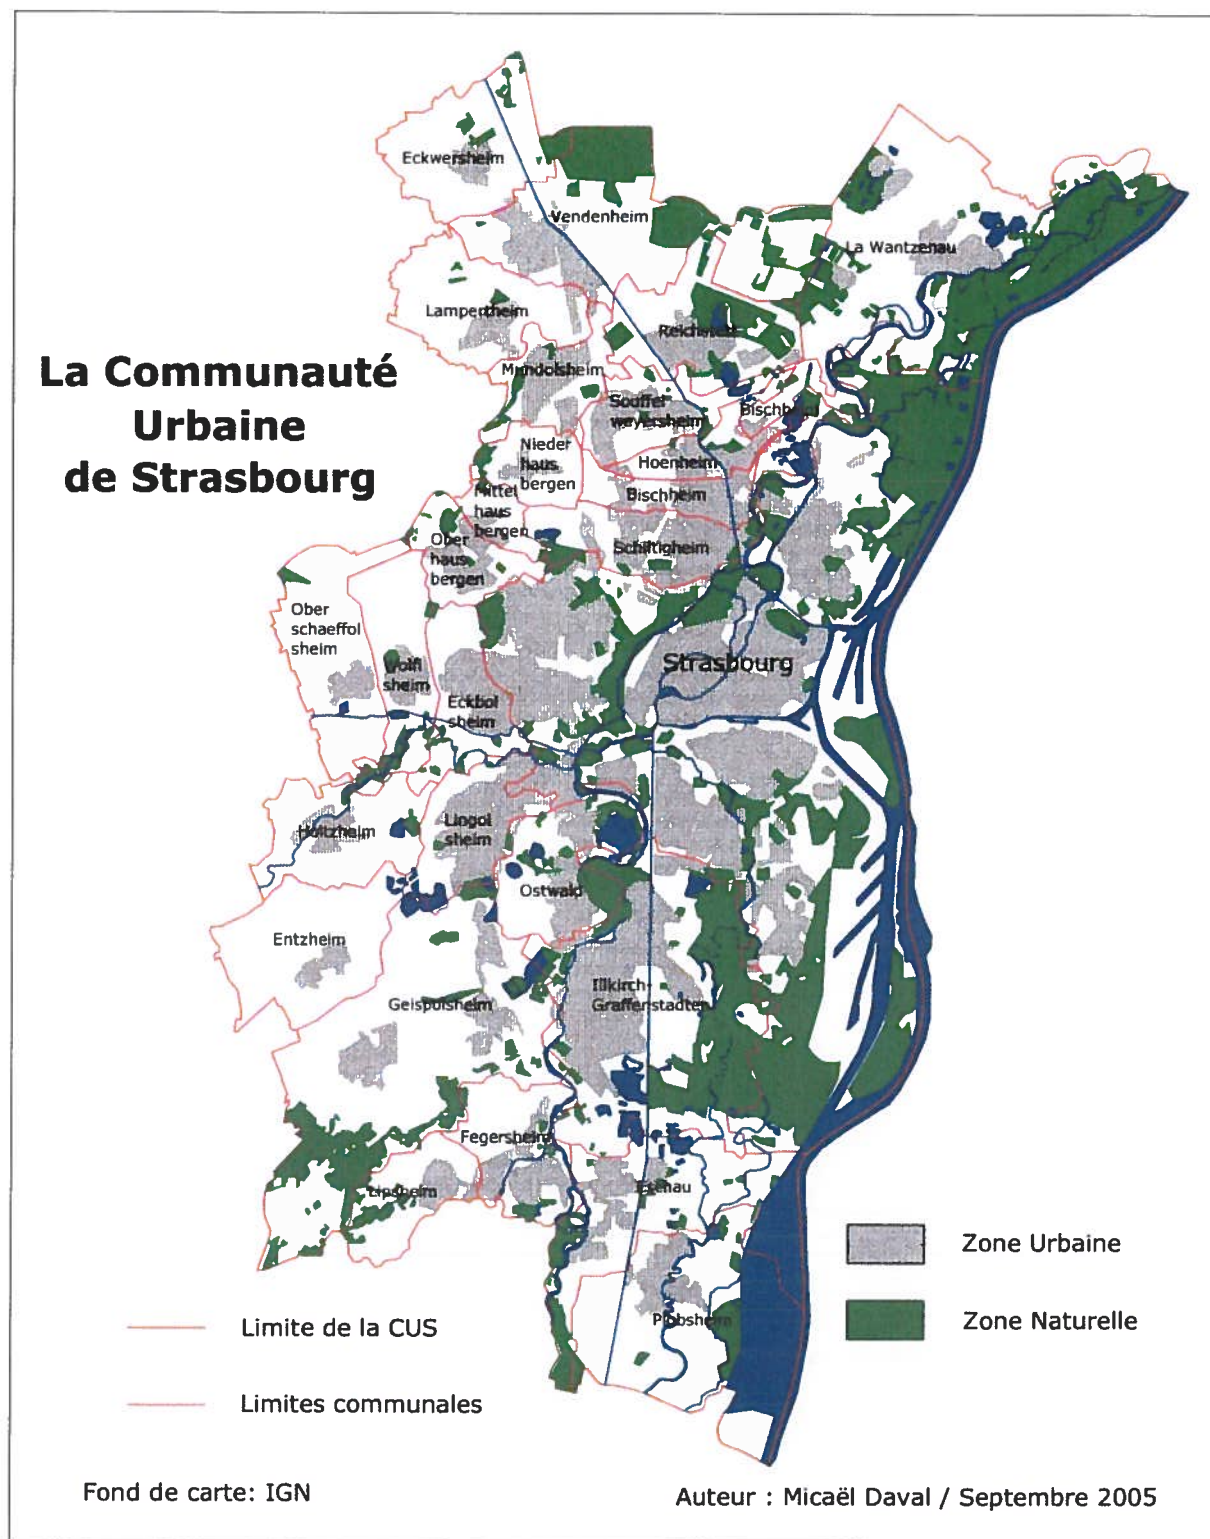 La Communauté
Urbaine
de Strasbourg
Eckwersheim
Vendenheim
La Wantzenau
Lampertheim
Reichstett
Mundolsheim
Souffel
weyersheim
Bischheim
Nieder
haus
bergen
Hoenheim
Mittel
haus
bergen
Bischheim
Ober
haus
bergen
Schiltigheim
Ober
schaeffol
sheim
Wolfi
sheim
Eckbol
sheim
Strasbourg
Holtzheim
Lingol
sheim
Ostwald
Entzheim
Geispolsheim
Illkirch-
Graffenstaden
Fegersheim
Lipsheim
Eschau
Plobsheim
Zone Urbaine
Zone Naturelle
Limite de la CUS
Limites communales
Fond de carte: IGN
Auteur : Micaël Daval / Septembre 2005